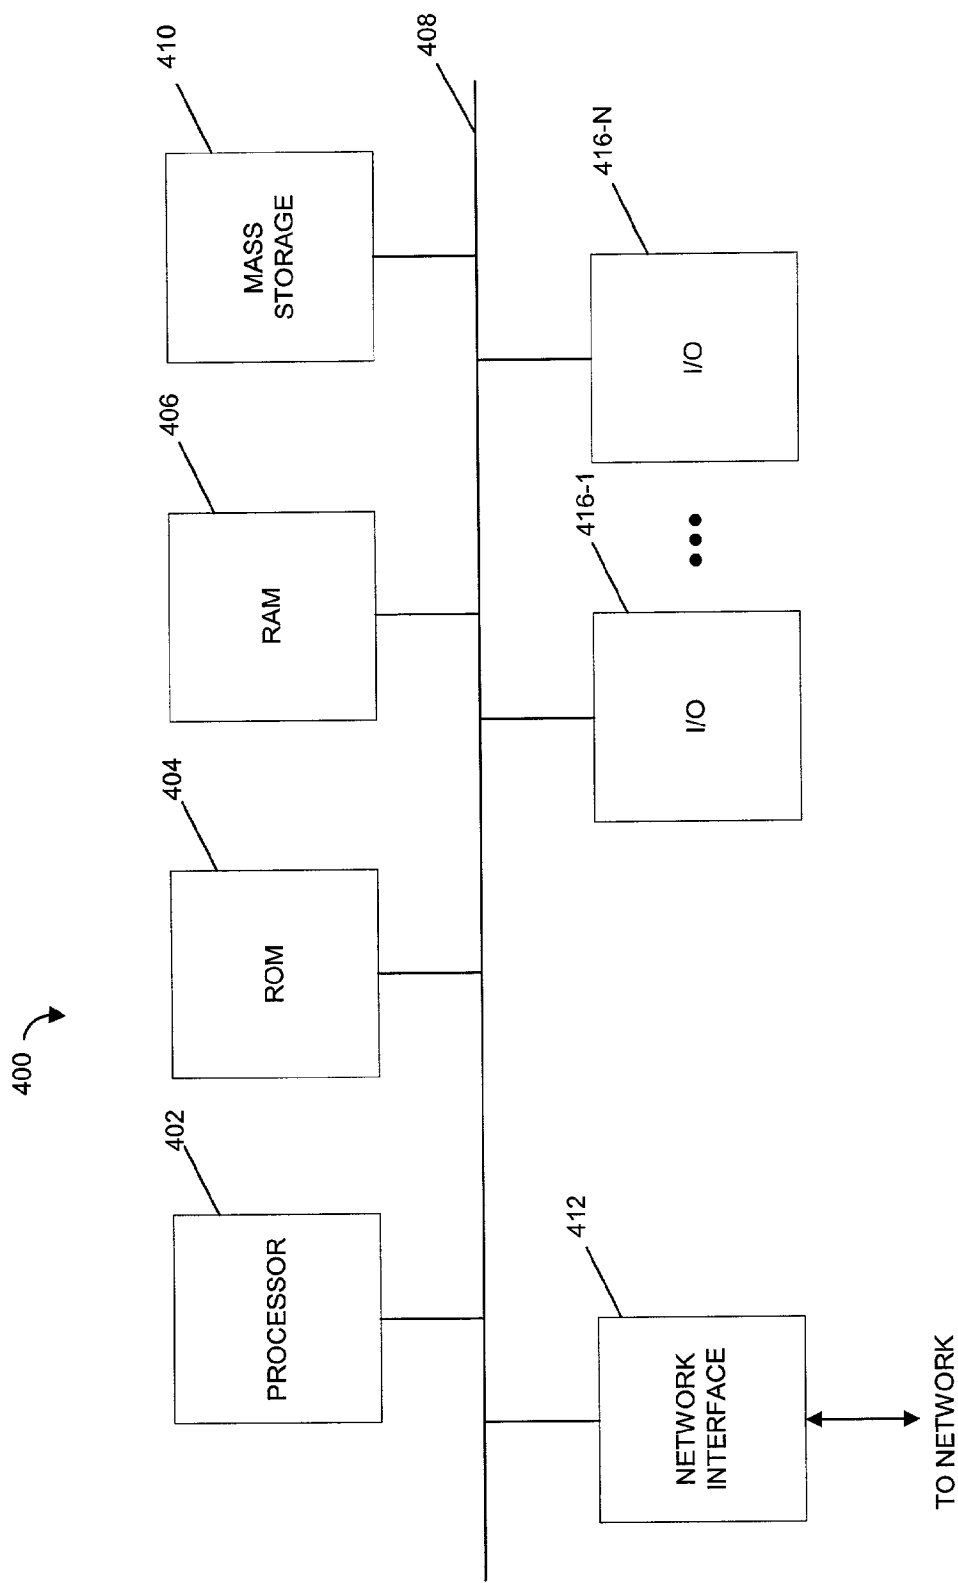 400
402
404
406
410
PROCESSOR
ROM
RAM
MASS
STORAGE
408
412
416-1
416-N
NETWORK
INTERFACE
I/O
•••
I/O
TO NETWORK